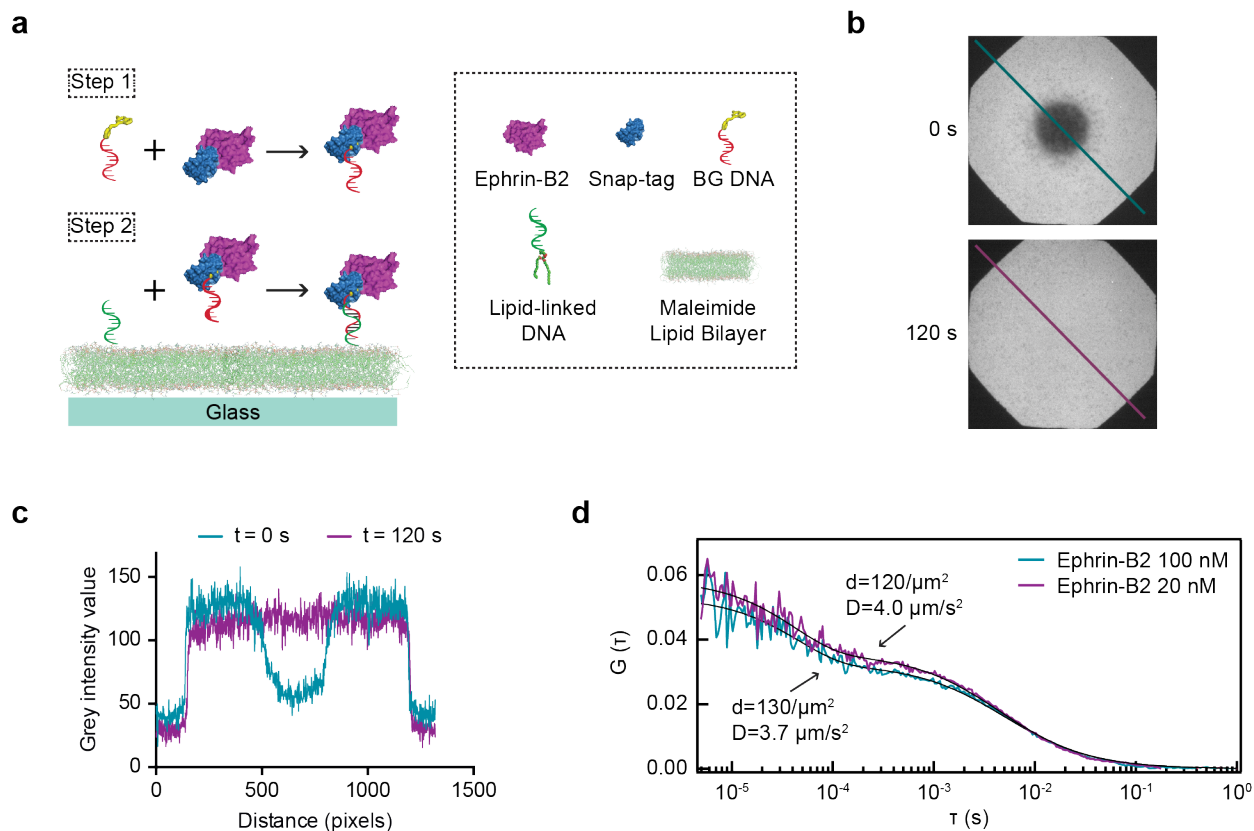 a
Step 1
Step 2
Glass
Ephrin-B2
Snap-tag
BG DNA
Lipid-linked
DNA
Maleimide
Lipid Bilayer
b
0 s
120 s
c
t = 0 s
t = 120 s
Grey intensity value
150
100
50
0
0
500
1000
1500
Distance (pixels)
d
Ephrin-B2 100 nM
Ephrin-B2 20 nM
d=120/µm²
D=4.0 µm/s²
d=130/µm²
D=3.7 µm/s²
G (τ)
0.06
0.04
0.02
0.00
10⁻⁵
10⁻⁴
10⁻³
10⁻²
10⁻¹
10⁰
τ (s)